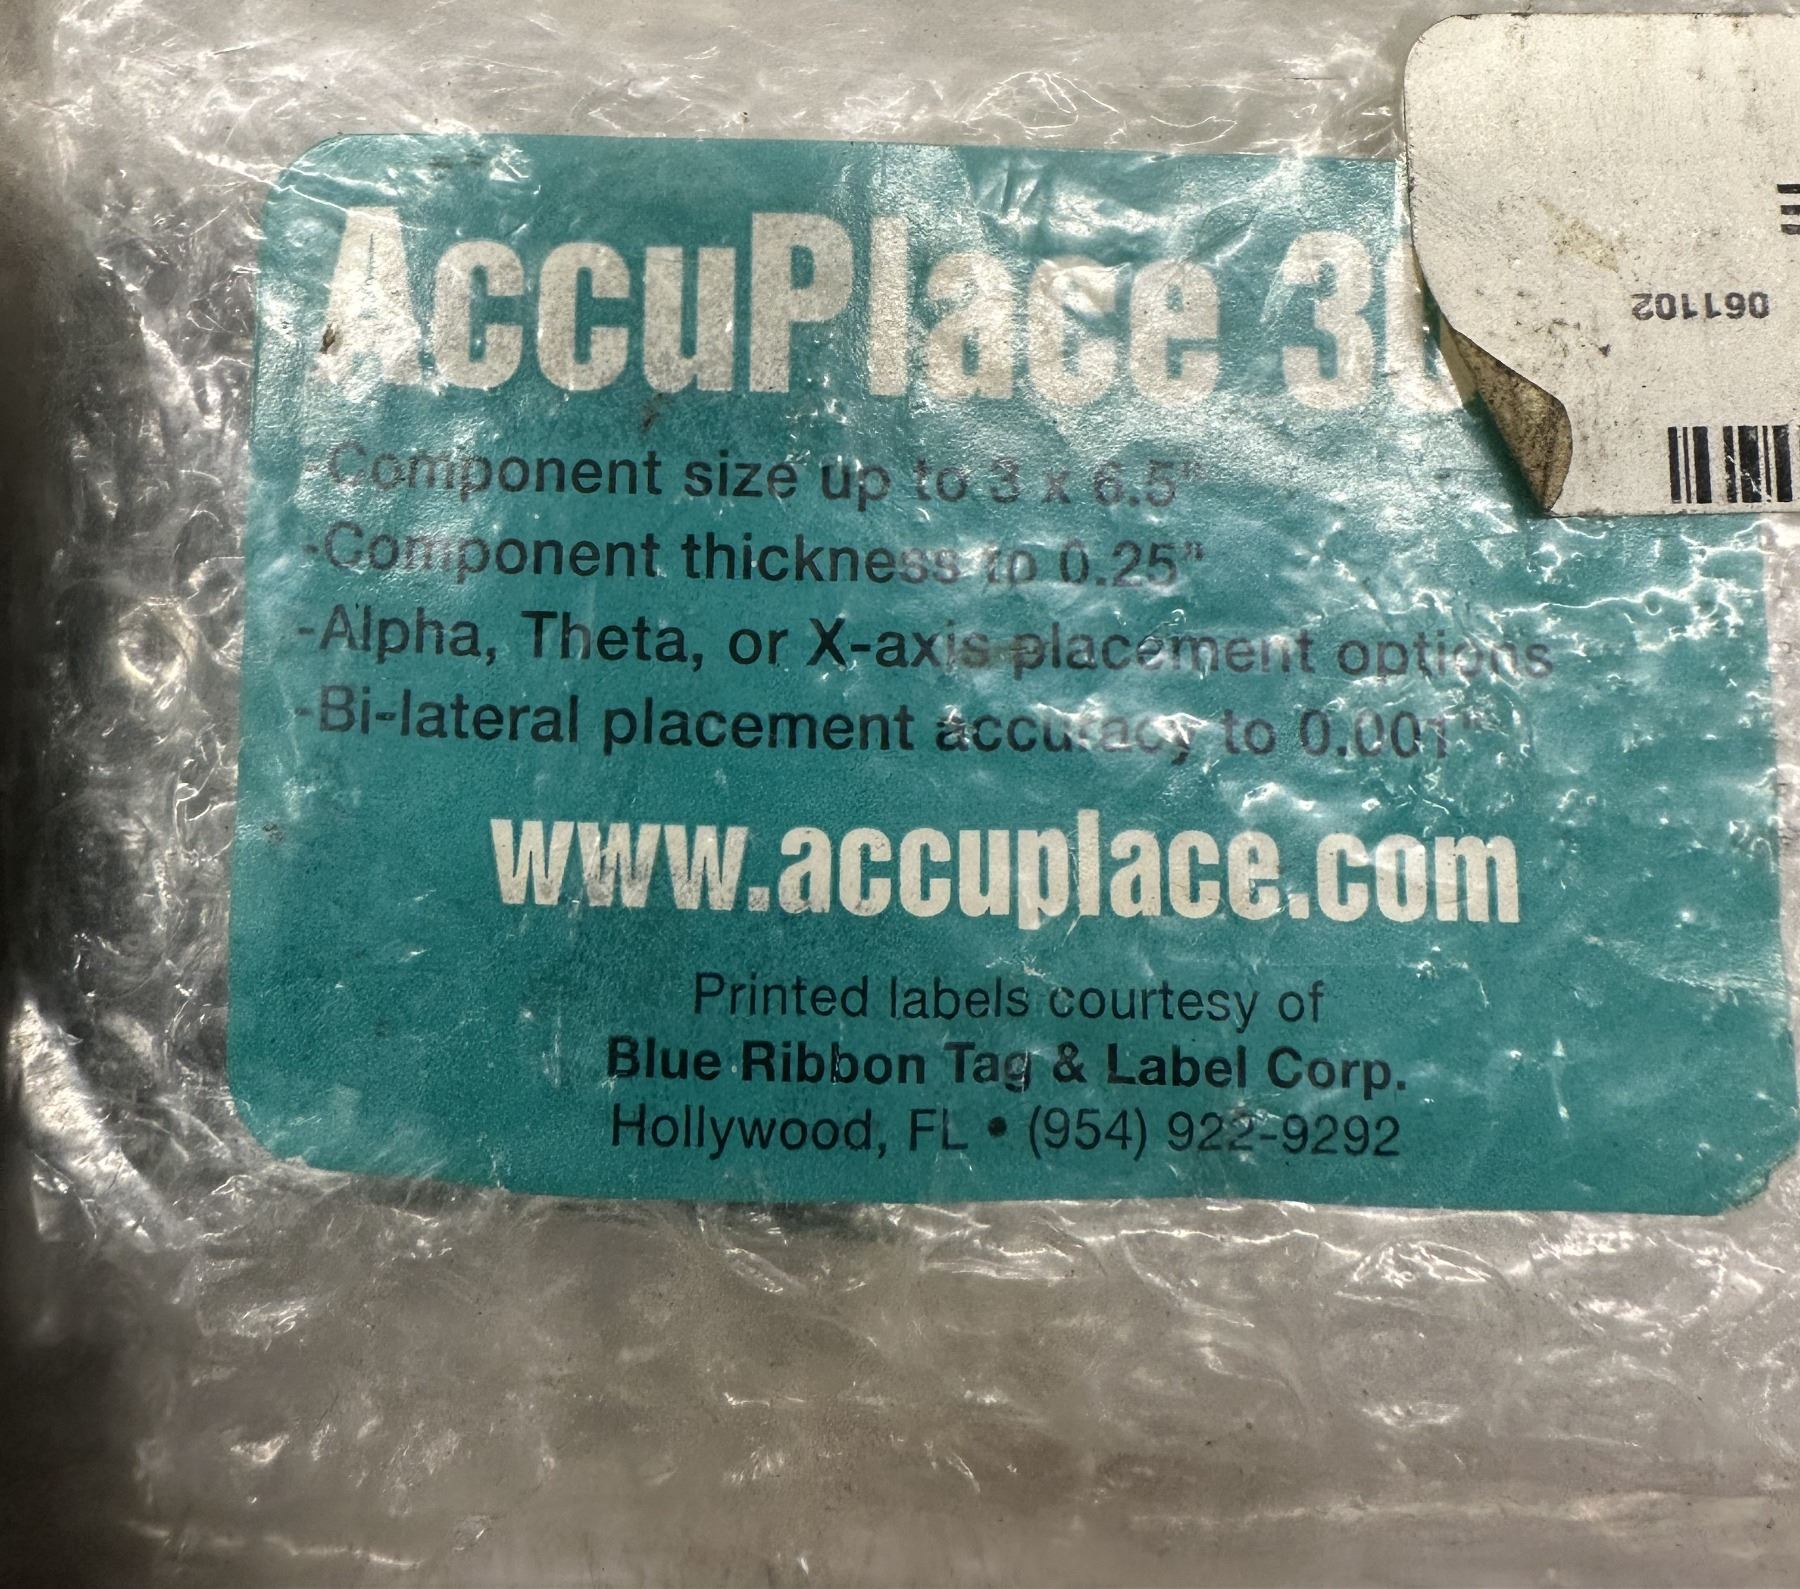 AccuPlace
-Component size up to 3 x 6.5"
-Component thickness to 0.25"
-Alpha, Theta, or X-axis placement options
-Bi-lateral placement accuracy to 0.001"
www.accuplace.com
Printed labels courtesy of
Blue Ribbon Tag & Label Corp.
Hollywood, FL • (954) 922-9292
061102